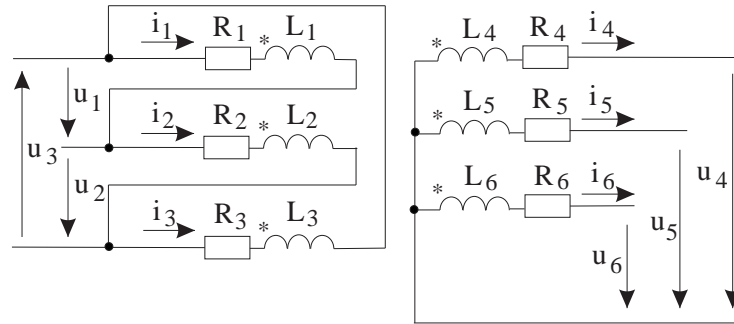 i1 R1 * L1
u1
i2 R2 * L2
u3
u2
i3 R3 * L3
* L4 R4 i4
* L5 R5 i5
* L6 R6 i6
u4
u5
u6